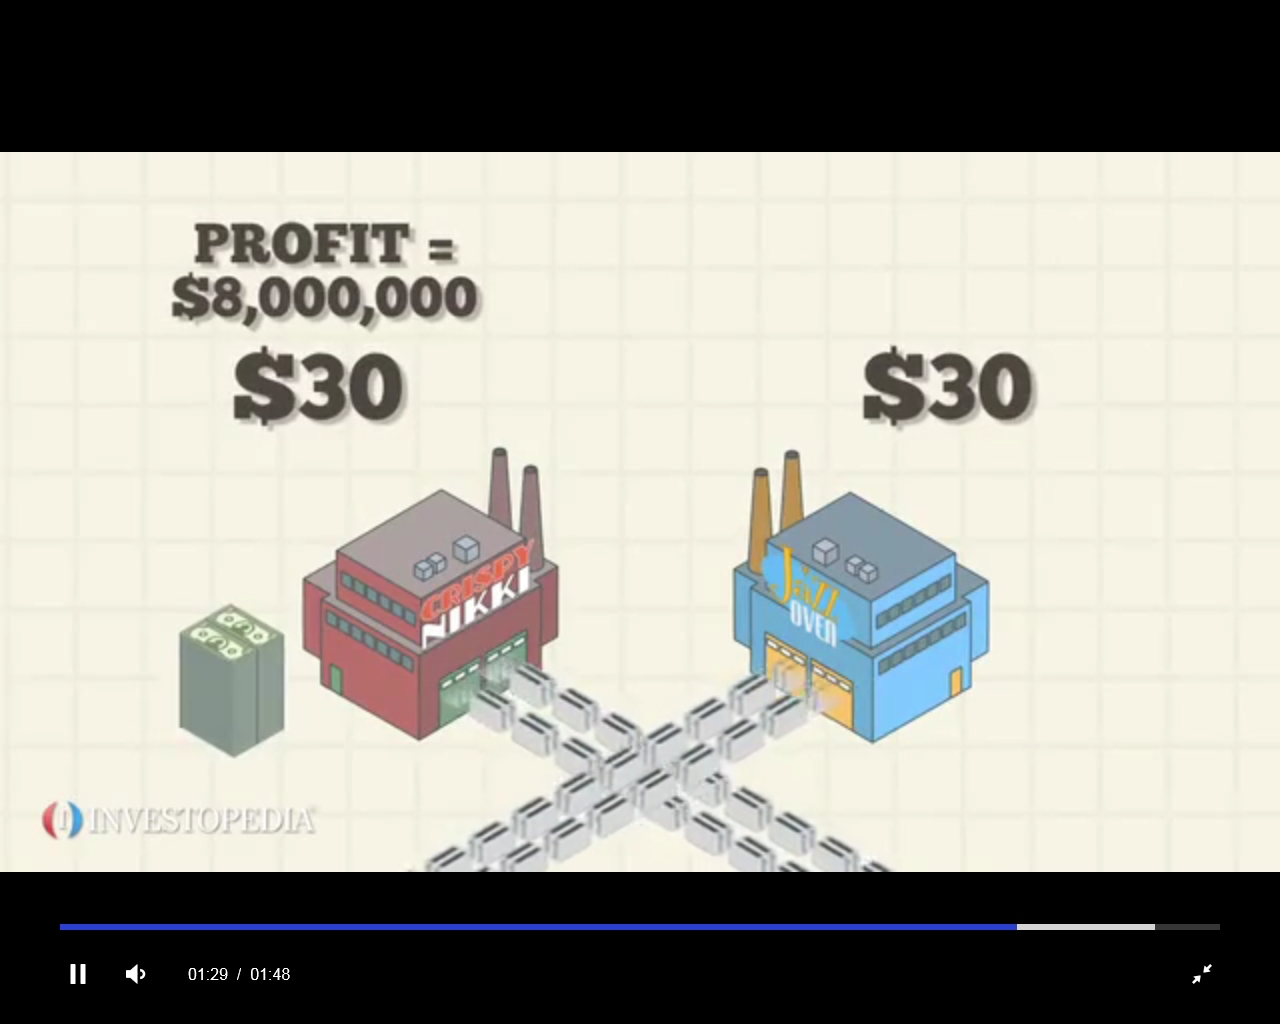 PROFIT =
$8,000,000
$30
$30
CRISPY
NIKKI
Jazz
OVEN
INVESTOPEDIA
01:29 / 01:48